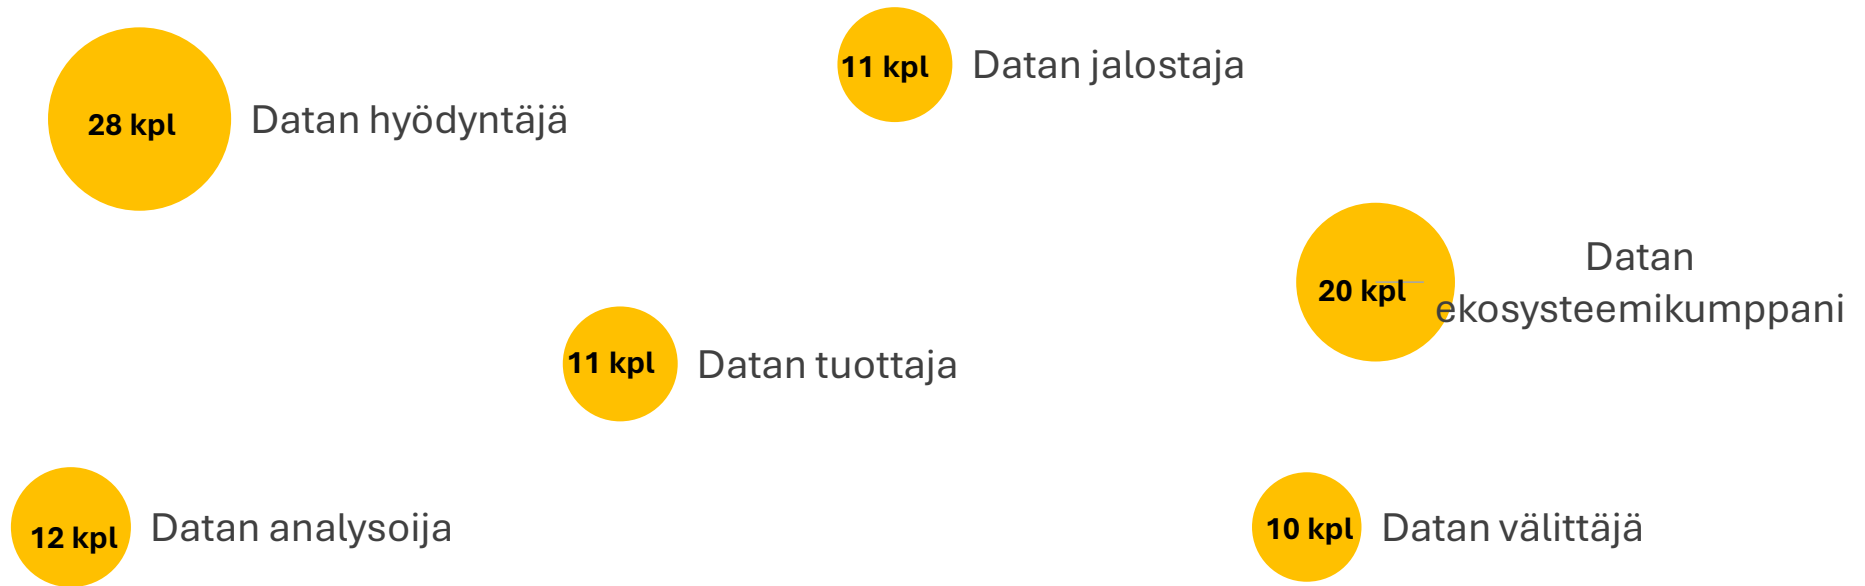 11 kpl Datan jalostaja
28 kpl Datan hyödyntäjä
20 kpl Datan
ekosysteemikumppani
11 kpl Datan tuottaja
12 kpl Datan analysoija
10 kpl Datan välittäjä